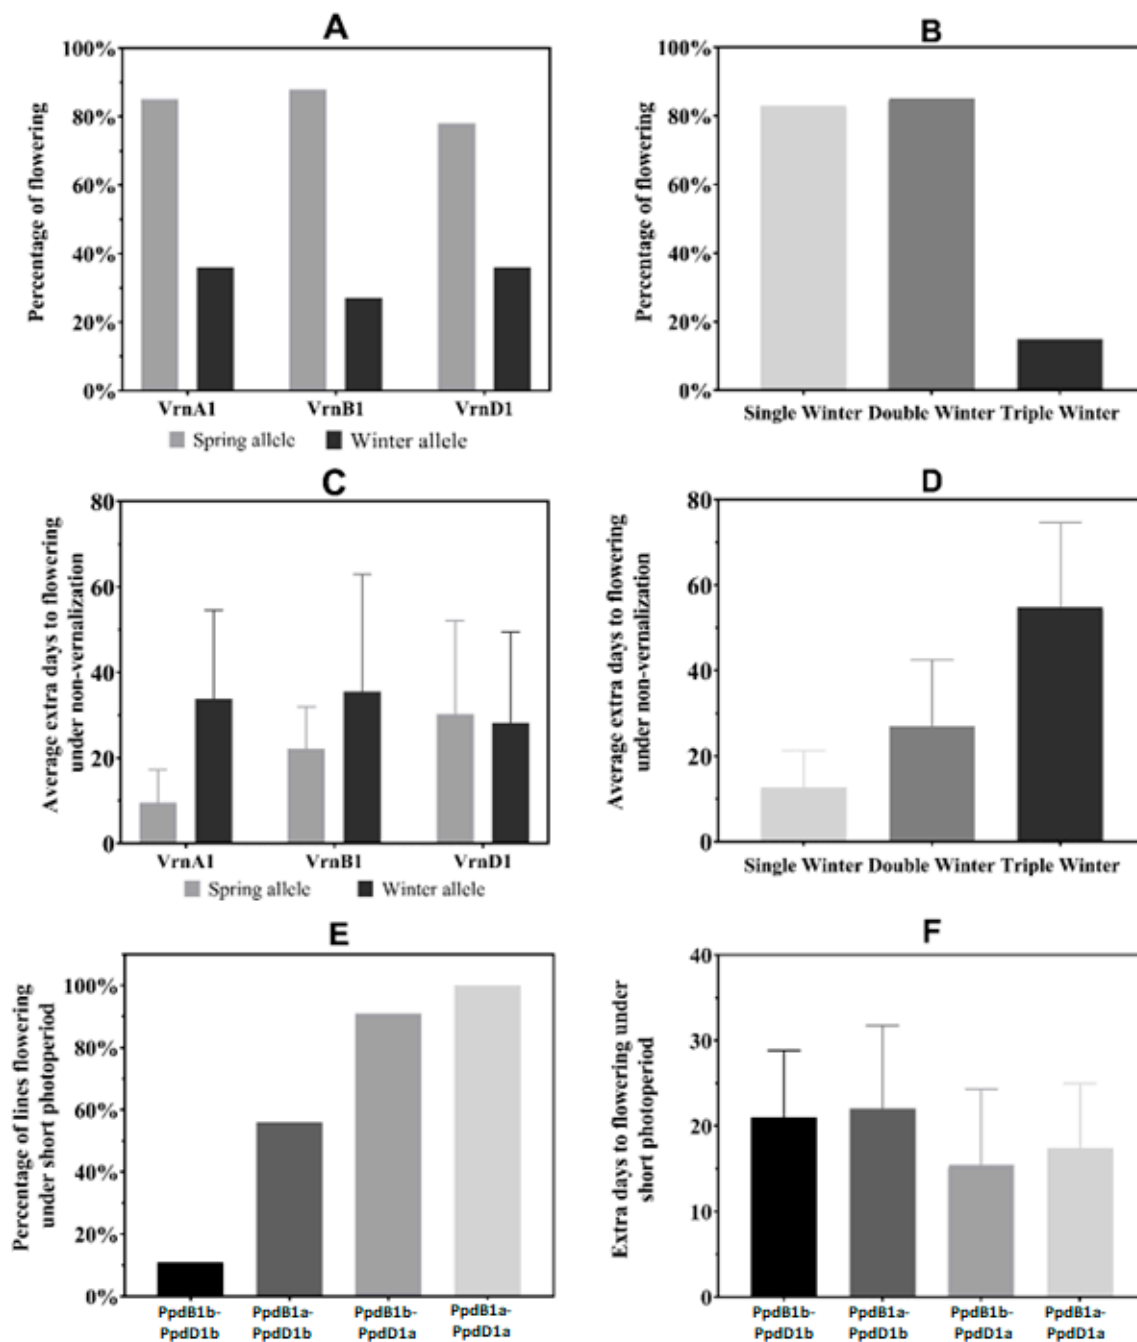 A
Percentage of flowering
100%
80%
60%
40%
20%
0%
VrnA1 VrnB1 VrnD1
Spring allele Winter allele
B
Percentage of flowering
100%
80%
60%
40%
20%
0%
Single Winter Double Winter Triple Winter
C
Average extra days to flowering
under non-vernalization
80
60
40
20
0
VrnA1 VrnB1 VrnD1
Spring allele Winter allele
D
Average extra days to flowering
under non-vernalization
80
60
40
20
0
Single Winter Double Winter Triple Winter
E
Percentage of lines flowering
under short photoperiod
100%
80%
60%
40%
20%
0%
PpdB1b- PpdB1a- PpdB1b- PpdB1a-
PpdD1b PpdD1b PpdD1a PpdD1a
F
Extra days to flowering under
short photoperiod
40
30
20
10
0
PpdB1b- PpdB1a- PpdB1b- PpdB1a-
PpdD1b PpdD1b PpdD1a PpdD1a